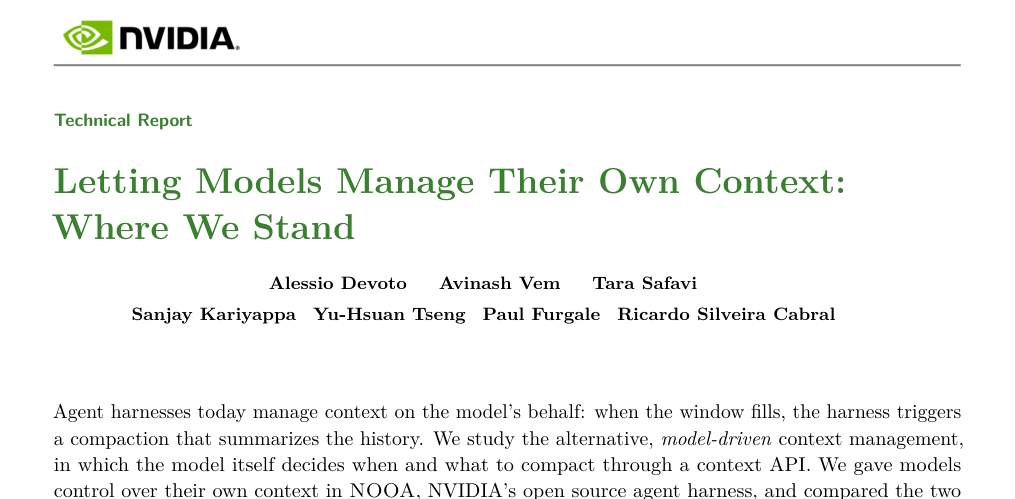 NVIDIA.
Technical Report
Letting Models Manage Their Own Context:
Where We Stand
Alessio Devoto Avinash Vem Tara Safavi
Sanjay Kariyappa Yu-Hsuan Tseng Paul Furgale Ricardo Silveira Cabral
Agent harnesses today manage context on the model's behalf: when the window fills, the harness triggers
a compaction that summarizes the history. We study the alternative, model-driven context management,
in which the model itself decides when and what to compact through a context API. We gave models
control over their own context in NOOA, NVIDIA's open source agent harness, and compared the two